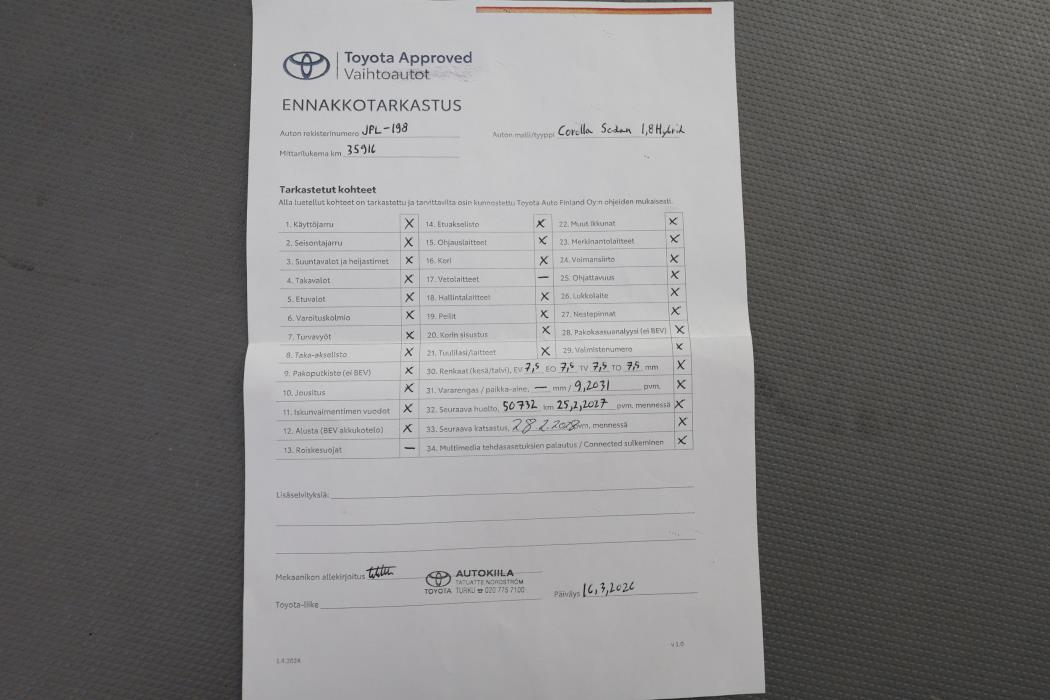 Toyota Approved
Vaihtoautot
ENNAKKOTARKASTUS
Auton rekisterinumero JPL-198 Auton malli/tyyppi Corolla Sedan 1,8 Hybrid
Mittarilukema km 35916
Tarkastetut kohteet
Alla luetellut kohteet on tarkastettu ja tarvittavilta osin kunnostettu Toyota Auto Finland Oy:n ohjeiden mukaisesti.
1. Käyttöjarru X 14. Etuakselisto X 22. Muut ikkunat X
2. Seisontajarru X 15. Ohjauslaitteet X 23. Merkinantolaitteet X
3. Suuntavalot ja heijastimet X 16. Kori X 24. Voimansiirto X
4. Takavalot X 17. Vetolaitteet — 25. Ohjattavuus X
5. Etuvalot X 18. Hallintalaitteet X 26. Lukkolaite X
6. Varoituskolmio X 19. Peilit X 27. Nestepinnat X
7. Turvavyöt X 20. Korin sisustus X 28. Pakokaasuanalyysi (ei BEV) X
8. Taka-akselisto X 21. Tuulilasi/laitteet X 29. Valmistenumero X
9. Pakoputkisto (ei BEV) X 30. Renkaat (kesä/talvi), EV 7,5 EO 7,5 TV 7,5 TO 7,5 mm X
10. Jousitus X 31. Vararengas / paikka-aine, — mm / 9,2031 pvm. X
11. Iskunvaimentimien vuodot X 32. Seuraava huolto, 50732 km 25,2,2027 pvm. mennessä X
12. Alusta (BEV akkukotelo) X 33. Seuraava katsastus, 28.2.2028 pvm. mennessä X
13. Roiskesuojat — 34. Multimedia tehdasasetuksien palautus / Connected sulkeminen X
Lisäselvityksiä:
Mekaanikon allekirjoitus
AUTOKIILA
TATU ATTE NORDSTRÖM
TOYOTA TURKU ☎ 020 775 7100
Toyota-liike
Päiväys 16,3,2026
1.4.2024
v 1.0